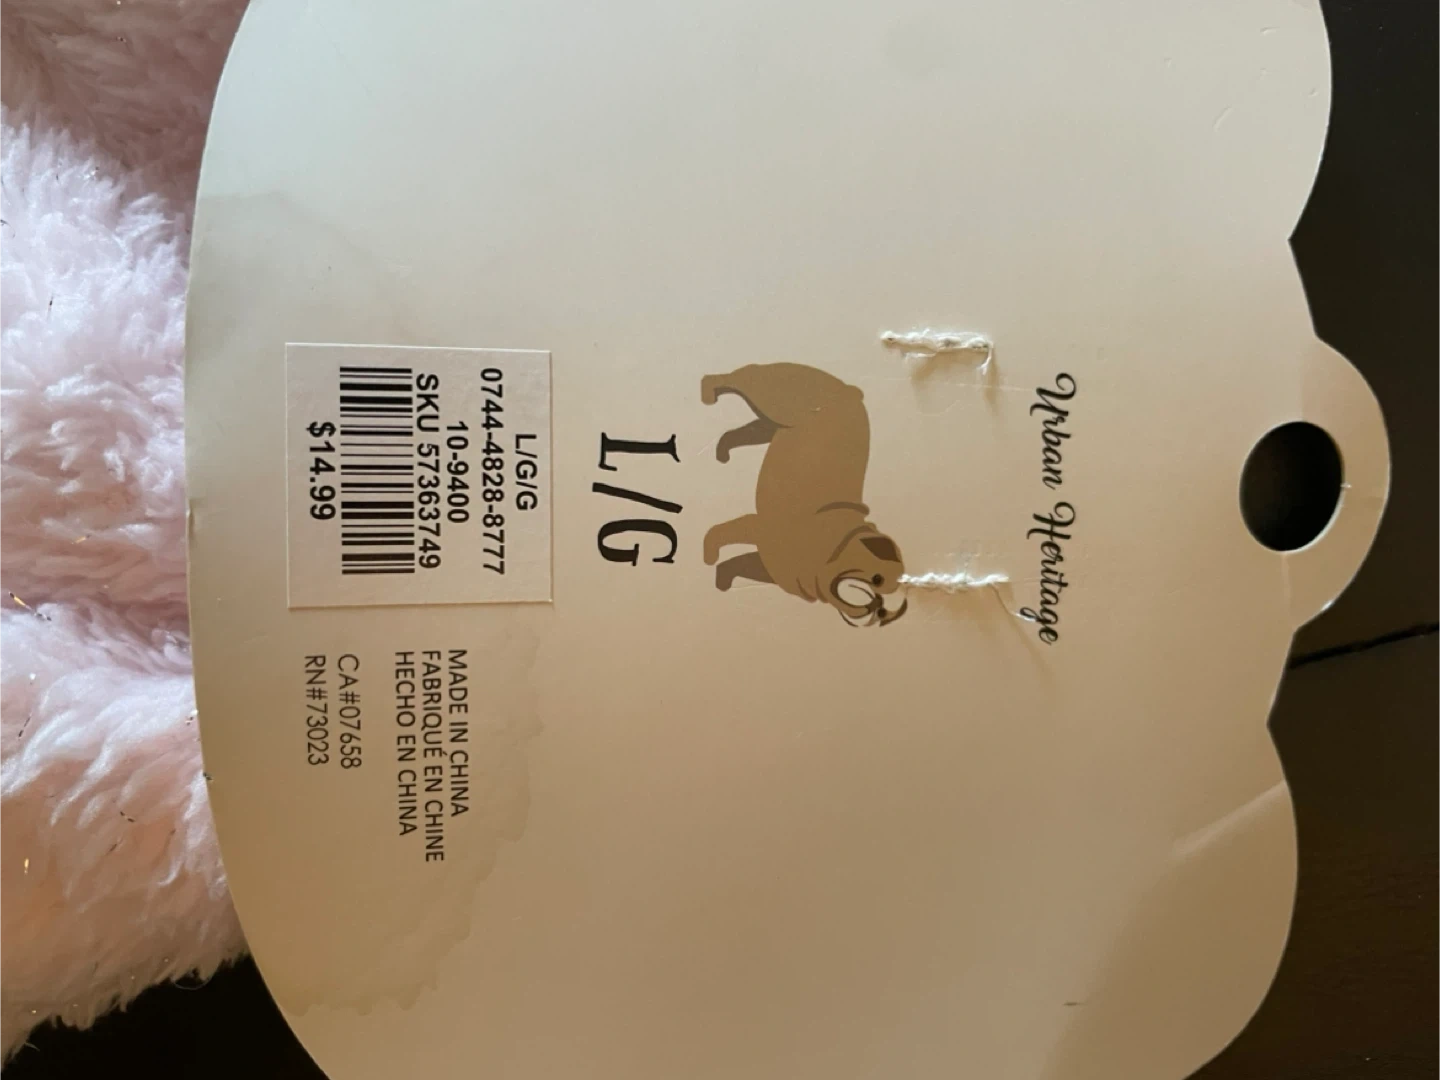 Urban Heritage
L/G
L/G/G
0744-4828-8777
10-9400
SKU 57363749
$14.99
MADE IN CHINA
FABRIQUÉ EN CHINE
HECHO EN CHINA
CA#07658
RN#73023